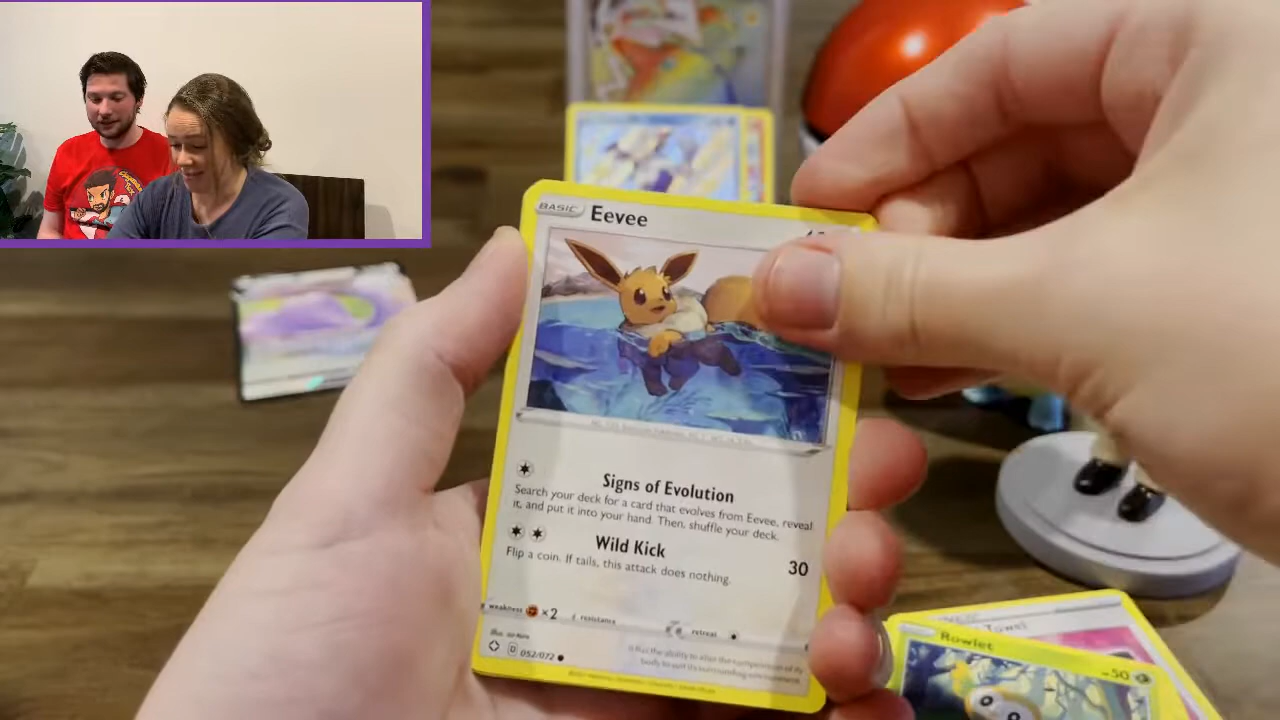 BASIC Eevee
Signs of Evolution
Search your deck for a card that evolves from Eevee, reveal
it, and put it into your hand. Then, shuffle your deck.
Wild Kick
30
Flip a coin. If tails, this attack does nothing.
weakness ×2 resistance
retreat
D 052/072
Towel
Rowlet
50